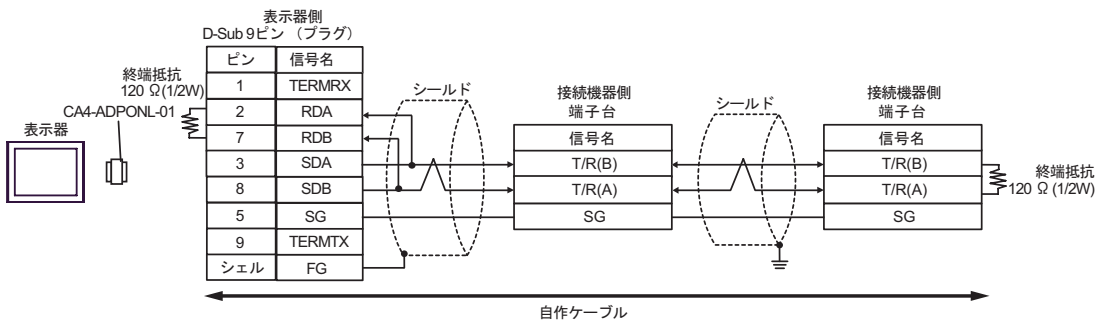 表示器側
D-Sub 9ピン （プラグ）
ピン 信号名
1 TERMRX
2 RDA
7 RDB
3 SDA
8 SDB
5 SG
9 TERMTX
シェル FG
終端抵抗
120 Ω(1/2W)
CA4-ADPONL-01
表示器
シールド
接続機器側
端子台
信号名
T/R(B)
T/R(A)
SG
シールド
接続機器側
端子台
信号名
T/R(B)
T/R(A)
SG
終端抵抗
120 Ω (1/2W)
自作ケーブル